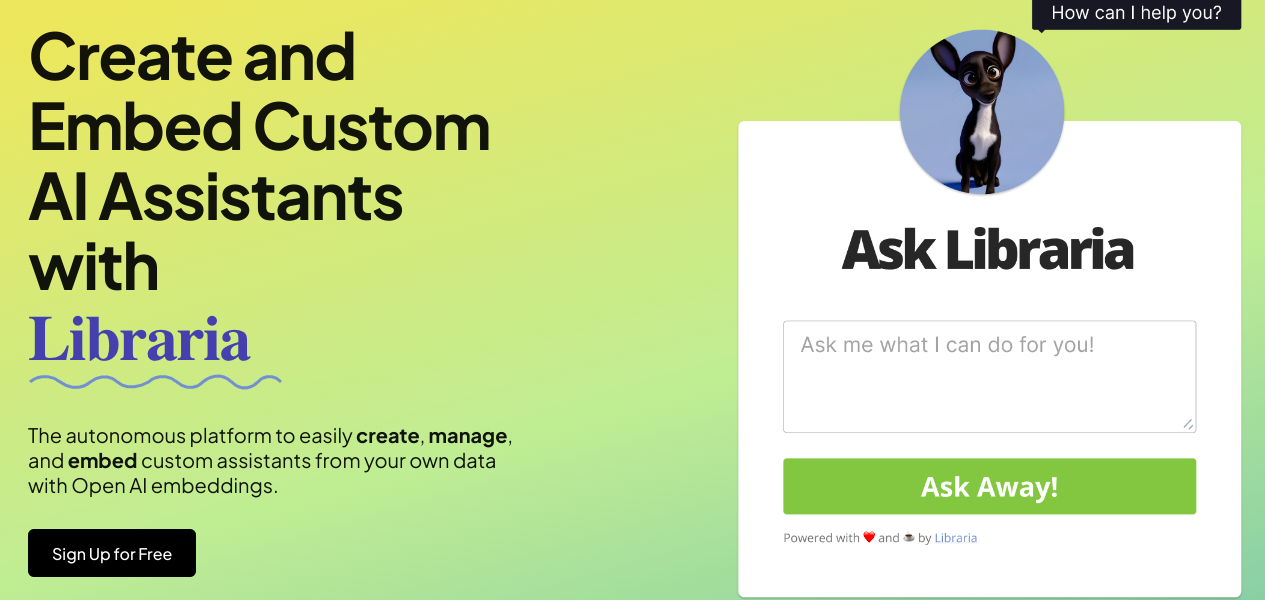 Create and
Embed Custom
AI Assistants
with
Libraria
The autonomous platform to easily create, manage,
and embed custom assistants from your own data
with Open AI embeddings.
Sign Up for Free
How can I help you?
Ask Libraria
Ask me what I can do for you!
Ask Away!
Powered with ❤️ and ☕ by Libraria